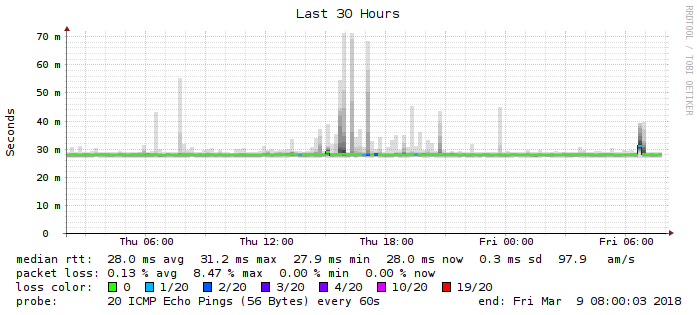 Last 30 Hours
RRDTOOL / TOBI OETIKER
Seconds
70 m
60 m
50 m
40 m
30 m
20 m
10 m
0
Thu 06:00 Thu 12:00 Thu 18:00 Fri 00:00 Fri 06:00
median rtt: 28.0 ms avg 31.2 ms max 27.9 ms min 28.0 ms now 0.3 ms sd 97.9 am/s
packet loss: 0.13 % avg 8.47 % max 0.00 % min 0.00 % now
loss color: 0 1/20 2/20 3/20 4/20 10/20 19/20
probe: 20 ICMP Echo Pings (56 Bytes) every 60s end: Fri Mar 9 08:00:03 2018